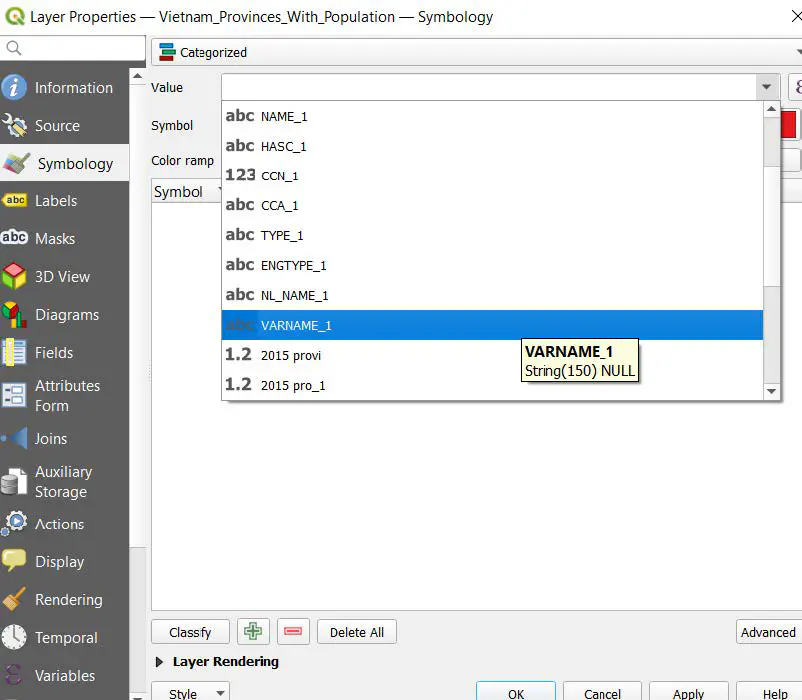 Layer Properties — Vietnam_Provinces_With_Population — Symbology
Categorized
Information
Value
Source
Symbol
Symbology
Color ramp
abc Labels
Symbol
abc Masks
3D View
Diagrams
Fields
Attributes
Form
Joins
Auxiliary
Storage
Actions
Display
Rendering
Temporal
Variables
abc NAME_1
abc HASC_1
123 CCN_1
abc CCA_1
abc TYPE_1
abc ENGTYPE_1
abc NL_NAME_1
abc VARNAME_1
1.2 2015 provi
1.2 2015 pro_1
VARNAME_1
String(150) NULL
Classify
Delete All
Advanced
Layer Rendering
Style
OK
Cancel
Apply
Help